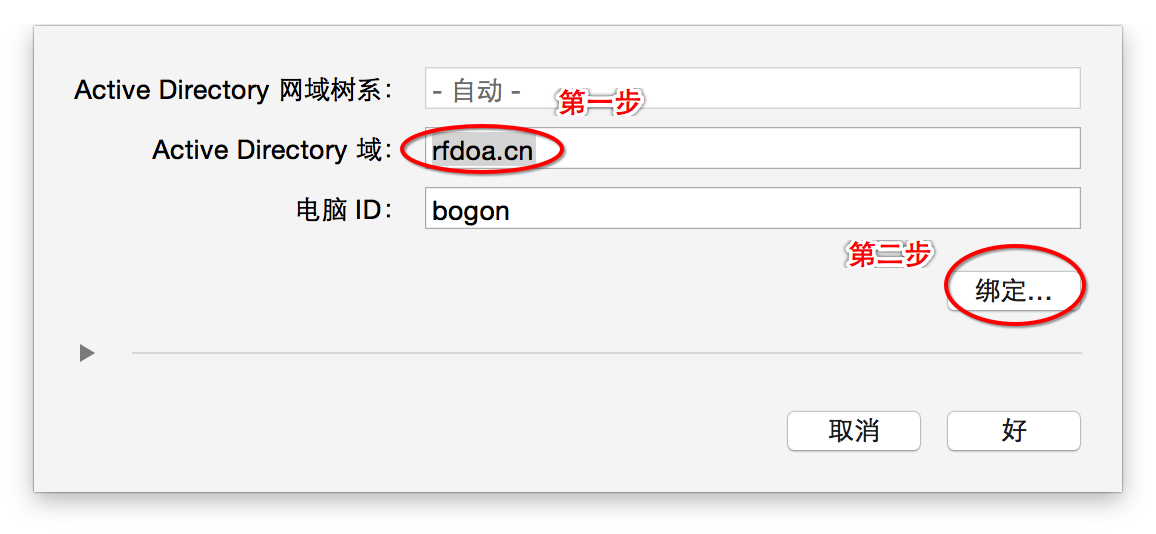 Active Directory 网域树系： - 自动 -
第一步
Active Directory 域： rfdoa.cn
电脑 ID： bogon
第二步
绑定...
取消 好